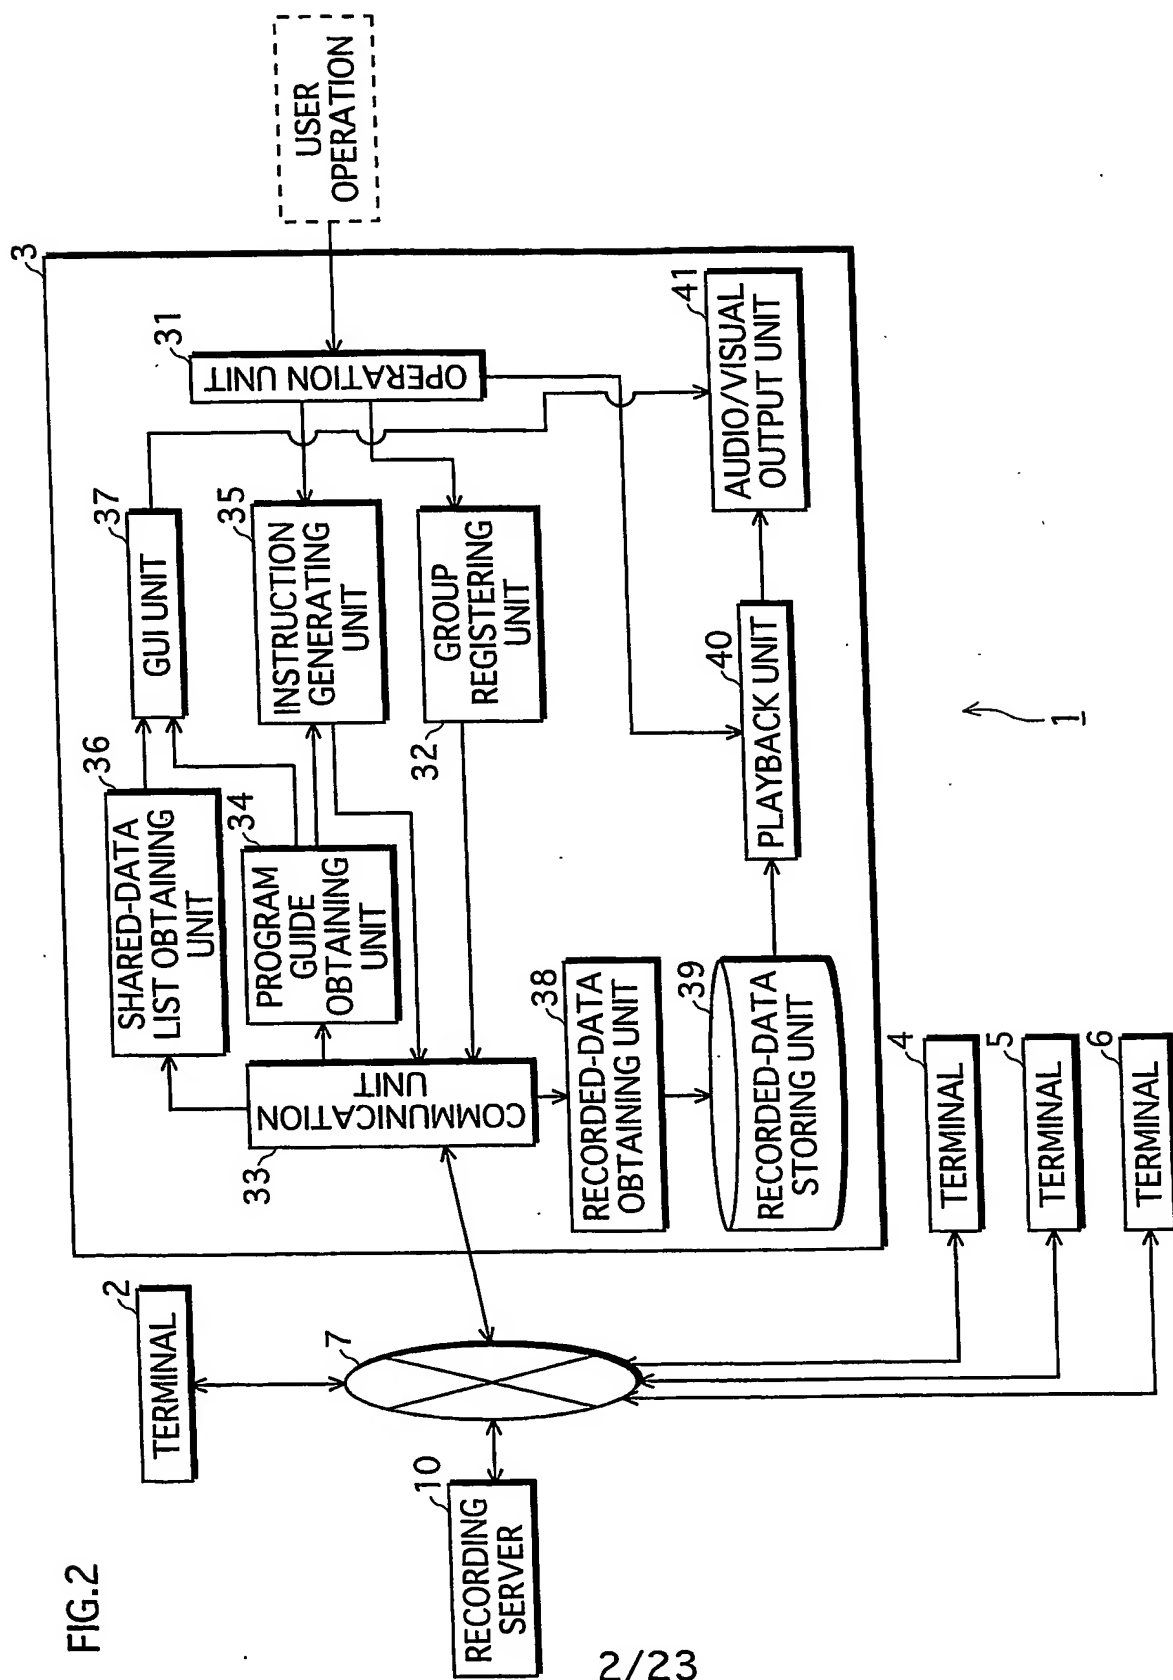 FIG.2
RECORDING
SERVER
10
TERMINAL
2
7
3
COMMUNICATION
UNIT
33
SHARED-DATA
LIST OBTAINING
UNIT
36
PROGRAM
GUIDE
OBTAINING
UNIT
34
GUI UNIT
37
INSTRUCTION
GENERATING
UNIT
35
GROUP
REGISTERING
UNIT
32
OPERATION UNIT
31
USER
OPERATION
RECORDED-DATA
OBTAINING UNIT
38
RECORDED-DATA
STORING UNIT
39
PLAYBACK UNIT
40
AUDIO/VISUAL
OUTPUT UNIT
41
TERMINAL
4
TERMINAL
5
TERMINAL
6
1
2/23